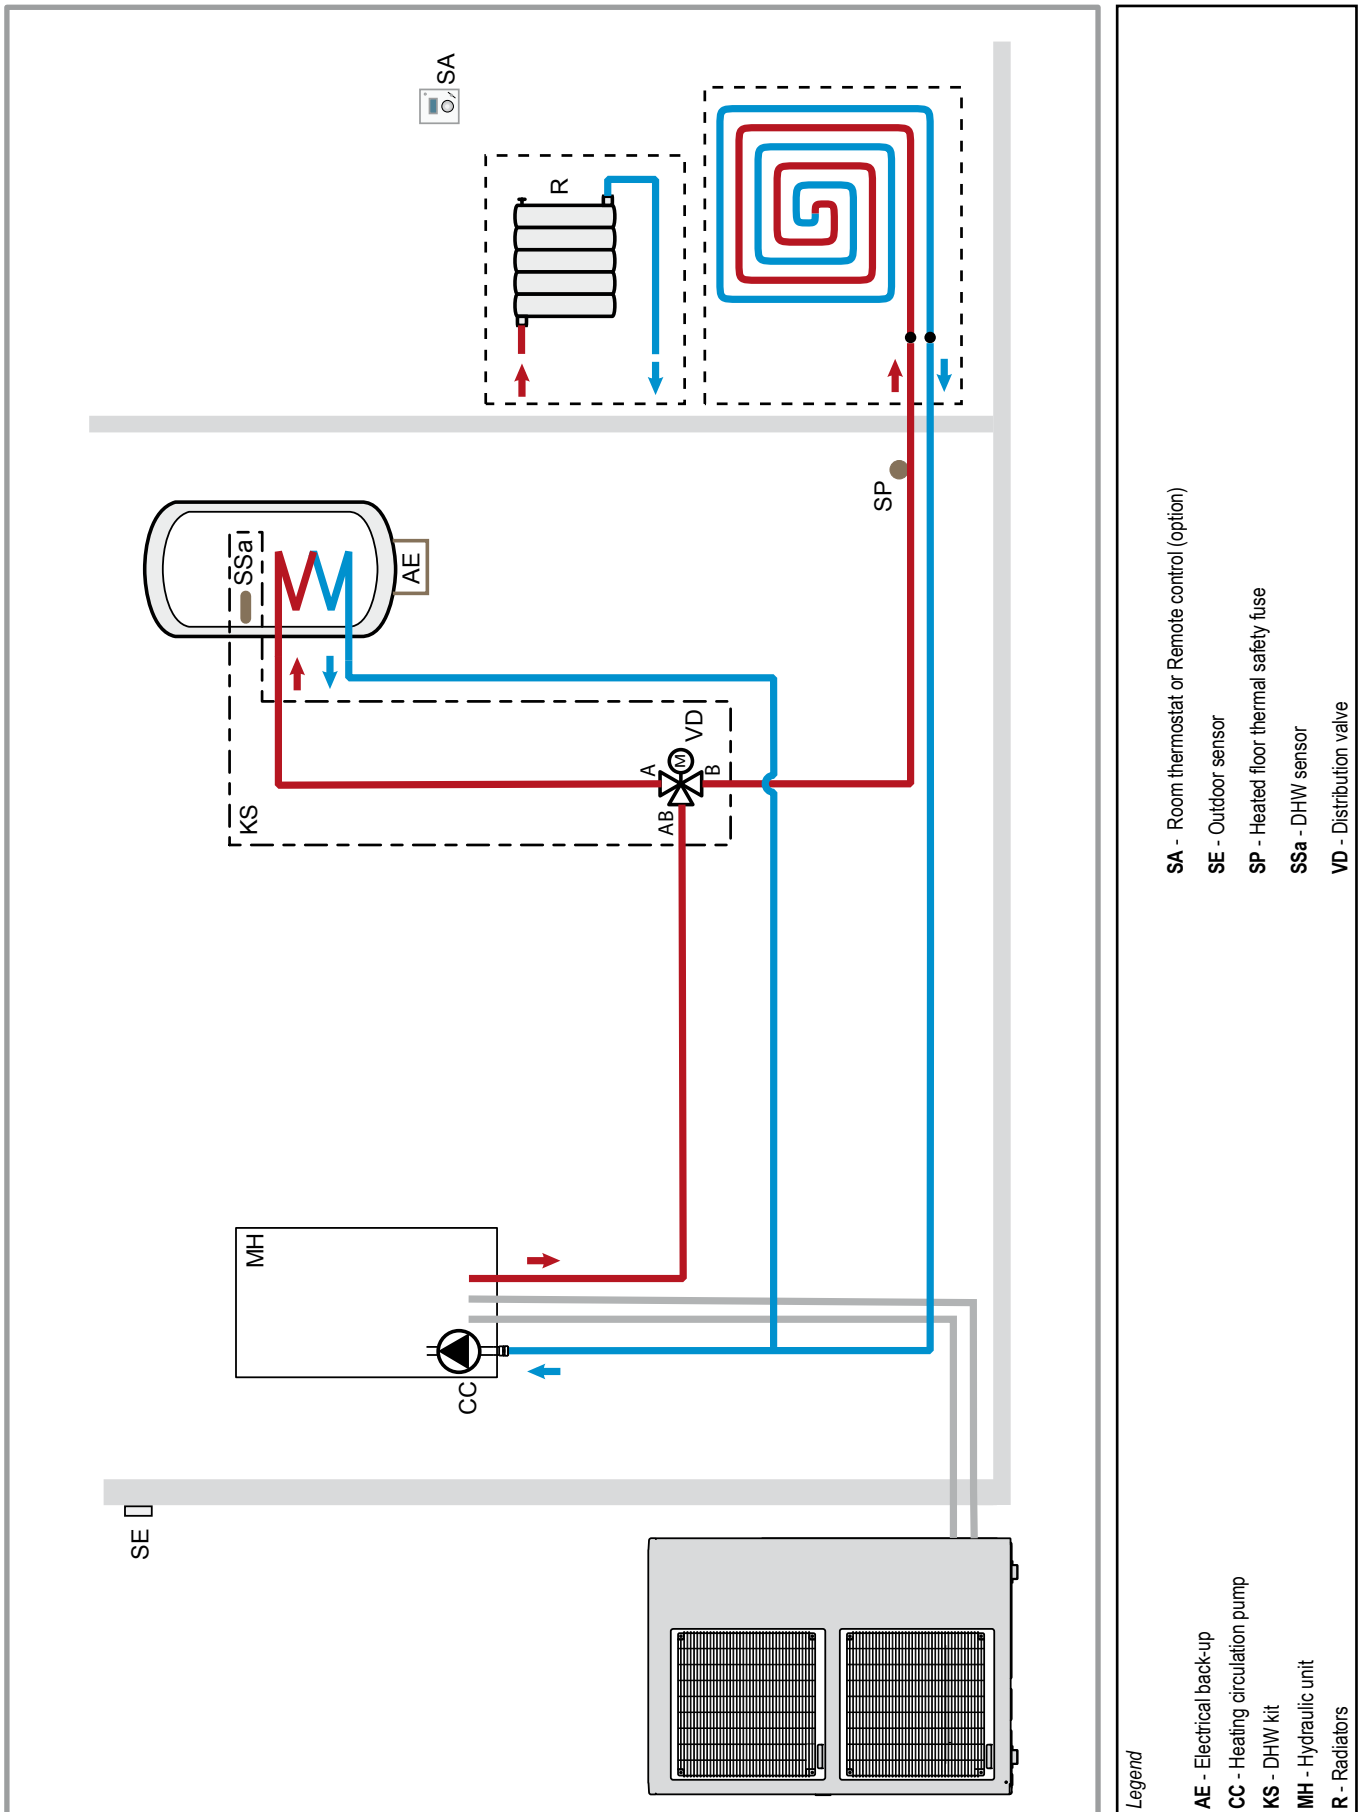 SE
CC
MH
KS
AB
A
B
M
VD
SSa
AE
SP
R
SA
Legend
AE - Electrical back-up
CC - Heating circulation pump
KS - DHW kit
MH - Hydraulic unit
R - Radiators
SA - Room thermostat or Remote control (option)
SE - Outdoor sensor
SP - Heated floor thermal safety fuse
SSa - DHW sensor
VD - Distribution valve